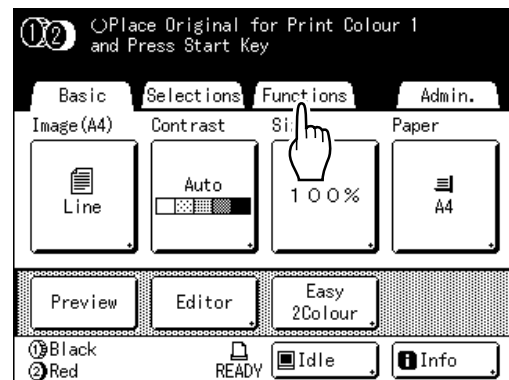 ①② Place Original for Print Colour 1
and Press Start Key
Basic Selections Functions Admin.
Image(A4) Contrast Paper
Line Auto 100% A4
Preview Editor Easy
2Colour
①Black
②Red READY Idle Info